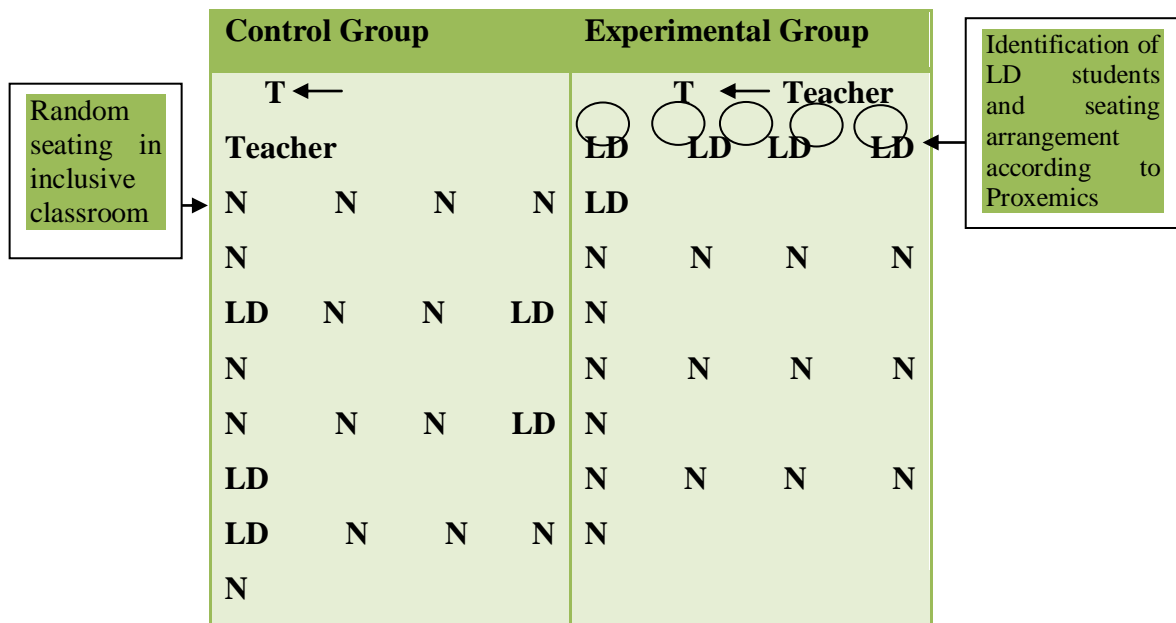 Control Group
Experimental Group
Random
seating in
inclusive
classroom
T
Teacher
N N N N
N
LD N N LD
N
N N N LD
LD
LD N N N
N
T Teacher
LD LD LD LD
LD
N N N N
N
N N N N
N
N N N N
N
Identification of
LD students
and seating
arrangement
according to
Proxemics